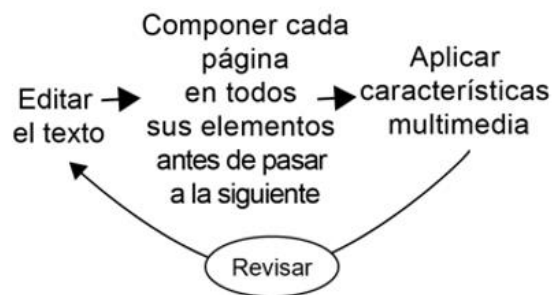 Editar
el texto
Componer cada
página
en todos
sus elementos
antes de pasar
a la siguiente
Aplicar
características
multimedia
Revisar